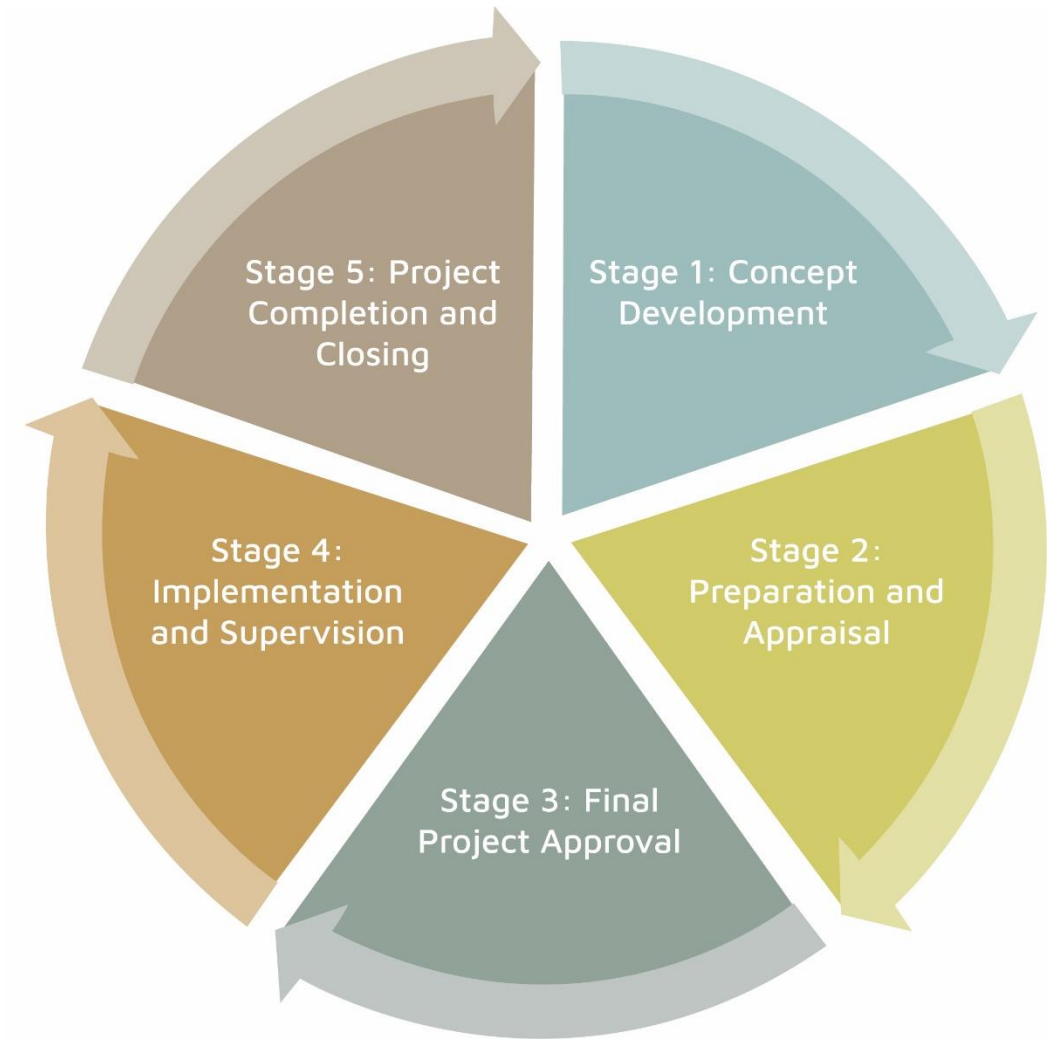 Stage 1: Concept
Development
Stage 2:
Preparation and
Appraisal
Stage 3: Final
Project Approval
Stage 4:
Implementation
and Supervision
Stage 5: Project
Completion and
Closing